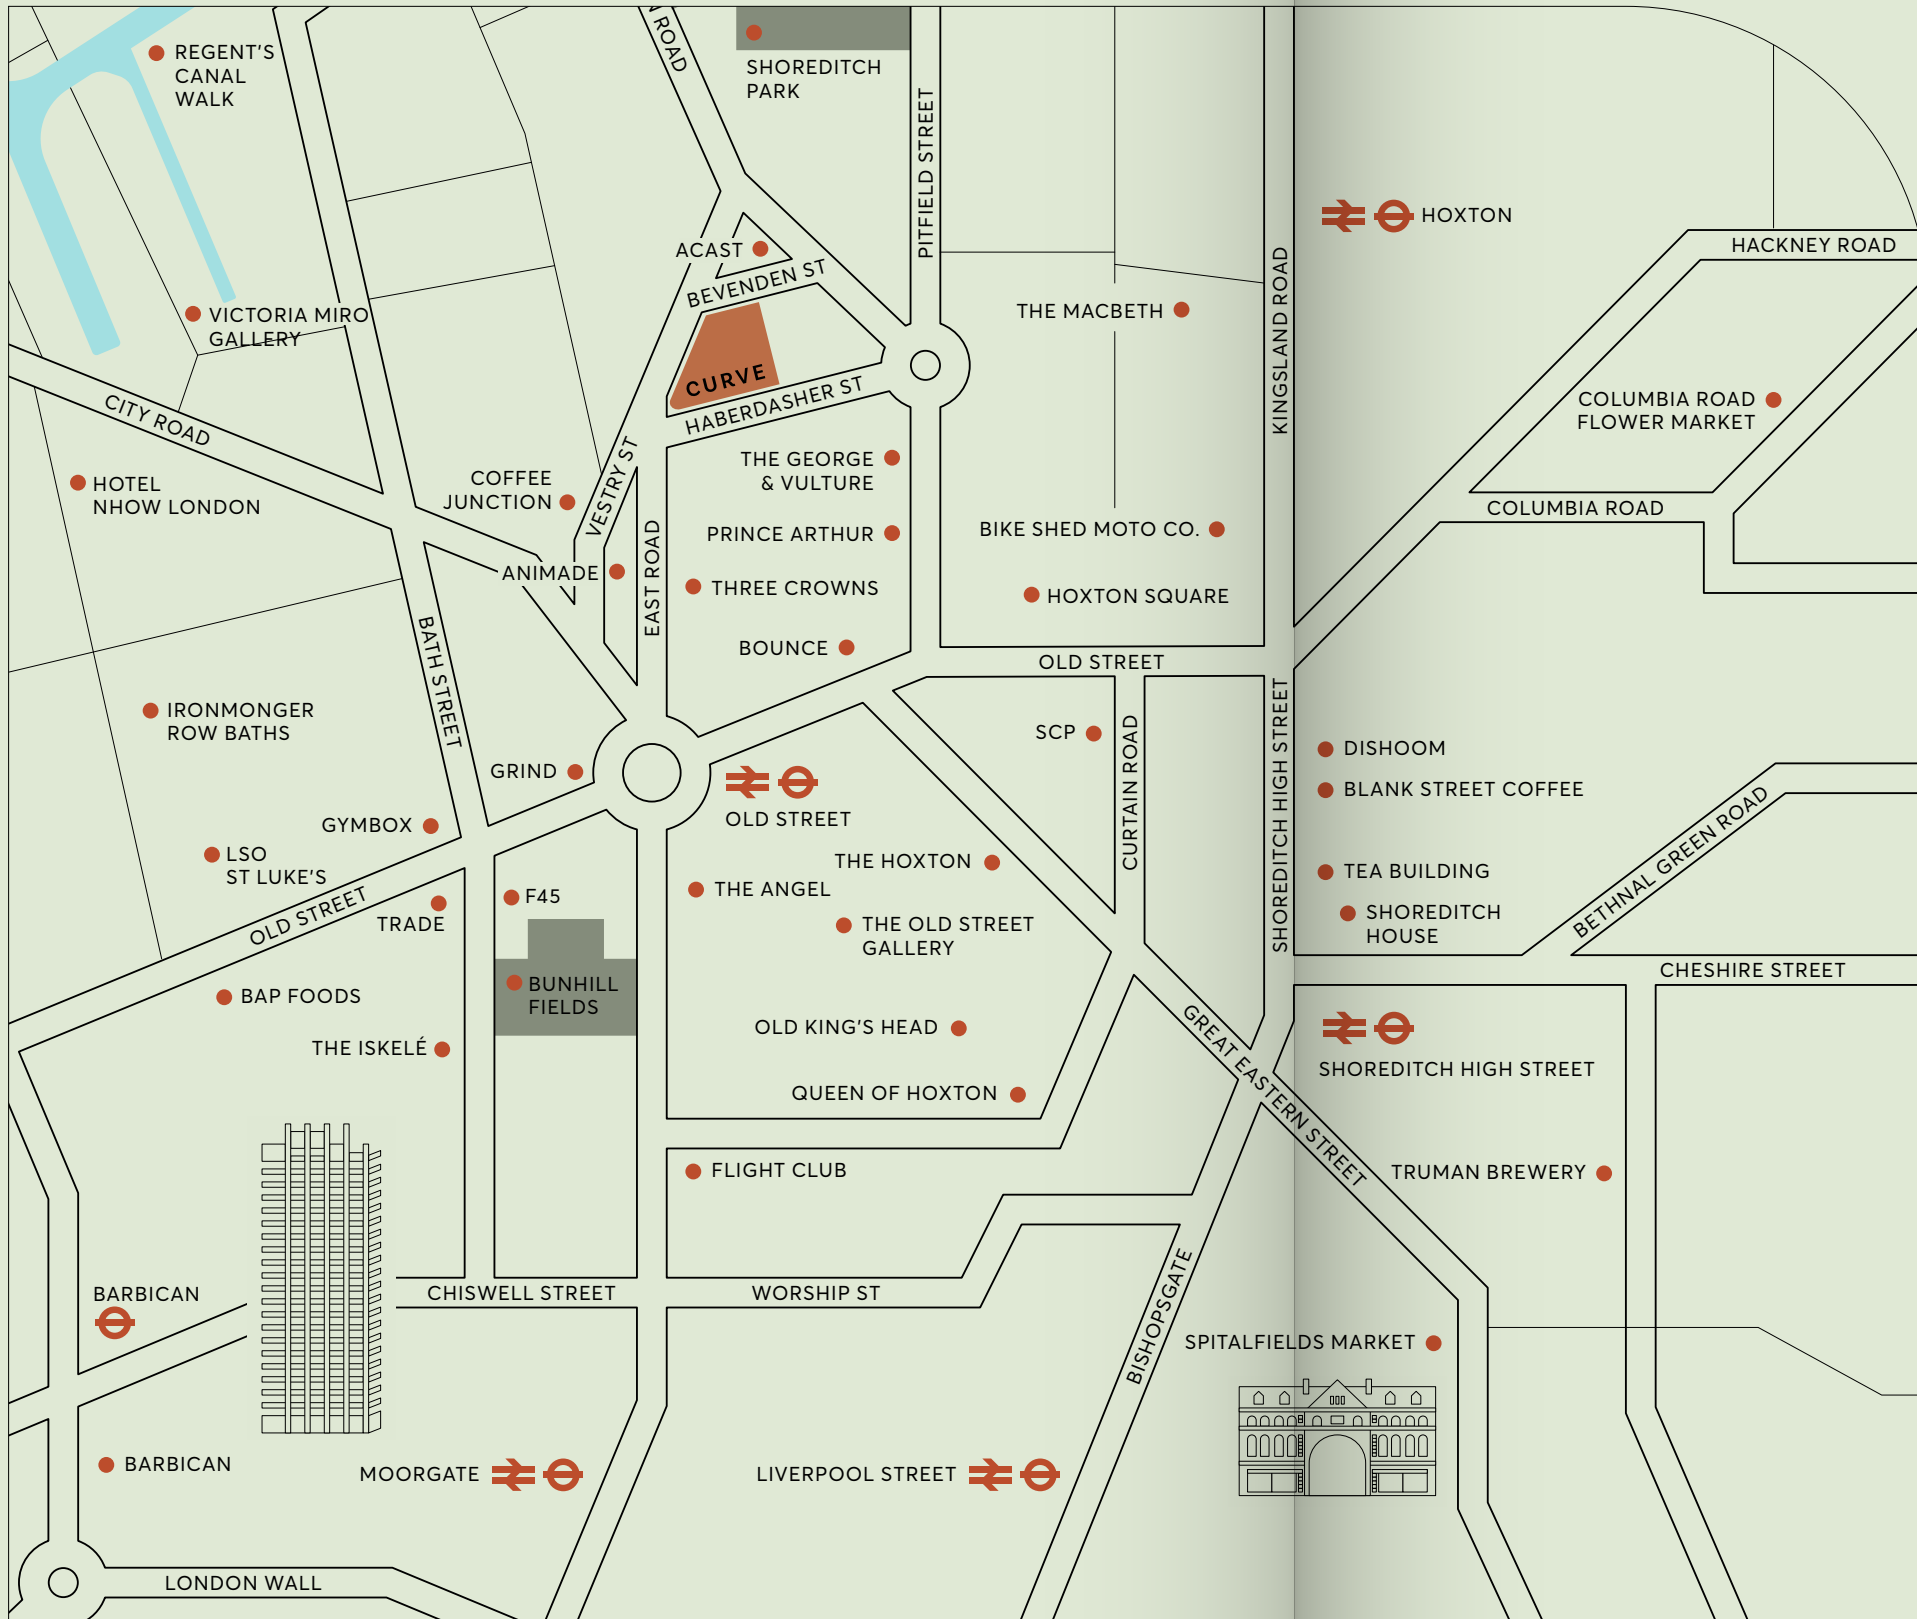 REGENT'S
CANAL
WALK
ROAD
SHOREDITCH
PARK
PITFIELD STREET
HOXTON
HACKNEY ROAD
ACAST
BEVENDEN ST
VICTORIA MIRO
GALLERY
THE MACBETH
KINGSLAND ROAD
CURVE
HABERDASHER ST
CITY ROAD
COLUMBIA ROAD
FLOWER MARKET
HOTEL
NHOW LONDON
COFFEE
JUNCTION
VESTRY ST
THE GEORGE
& VULTURE
COLUMBIA ROAD
PRINCE ARTHUR
BIKE SHED MOTO CO.
ANIMADE
EAST ROAD
THREE CROWNS
HOXTON SQUARE
BATH STREET
BOUNCE
OLD STREET
IRONMONGER
ROW BATHS
SCP
CURTAIN ROAD
SHOREDITCH HIGH STREET
DISHOOM
BLANK STREET COFFEE
GRIND
OLD STREET
GYMBOX
LSO
ST LUKE'S
THE HOXTON
TEA BUILDING
BETHNAL GREEN ROAD
OLD STREET
TRADE
F45
THE ANGEL
THE OLD STREET
GALLERY
SHOREDITCH
HOUSE
CHESHIRE STREET
BAP FOODS
BUNHILL
FIELDS
OLD KING'S HEAD
GREAT EASTERN STREET
THE ISKELÉ
SHOREDITCH HIGH STREET
QUEEN OF HOXTON
FLIGHT CLUB
TRUMAN BREWERY
BARBICAN
CHISWELL STREET
WORSHIP ST
BISHOPSGATE
SPITALFIELDS MARKET
BARBICAN
MOORGATE
LIVERPOOL STREET
LONDON WALL